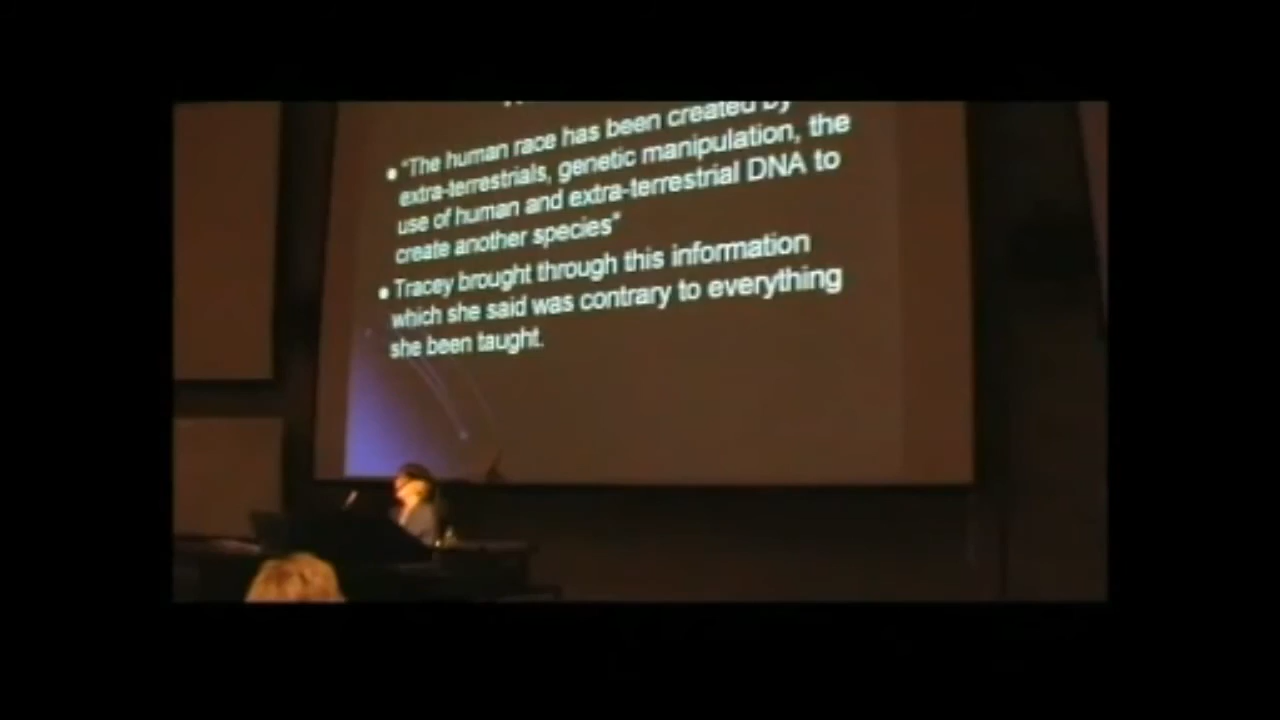 • "The human race has been created by
extra-terrestrials, genetic manipulation, the
use of human and extra-terrestrial DNA to
create another species"
• Tracey brought through this information
which she said was contrary to everything
she been taught.